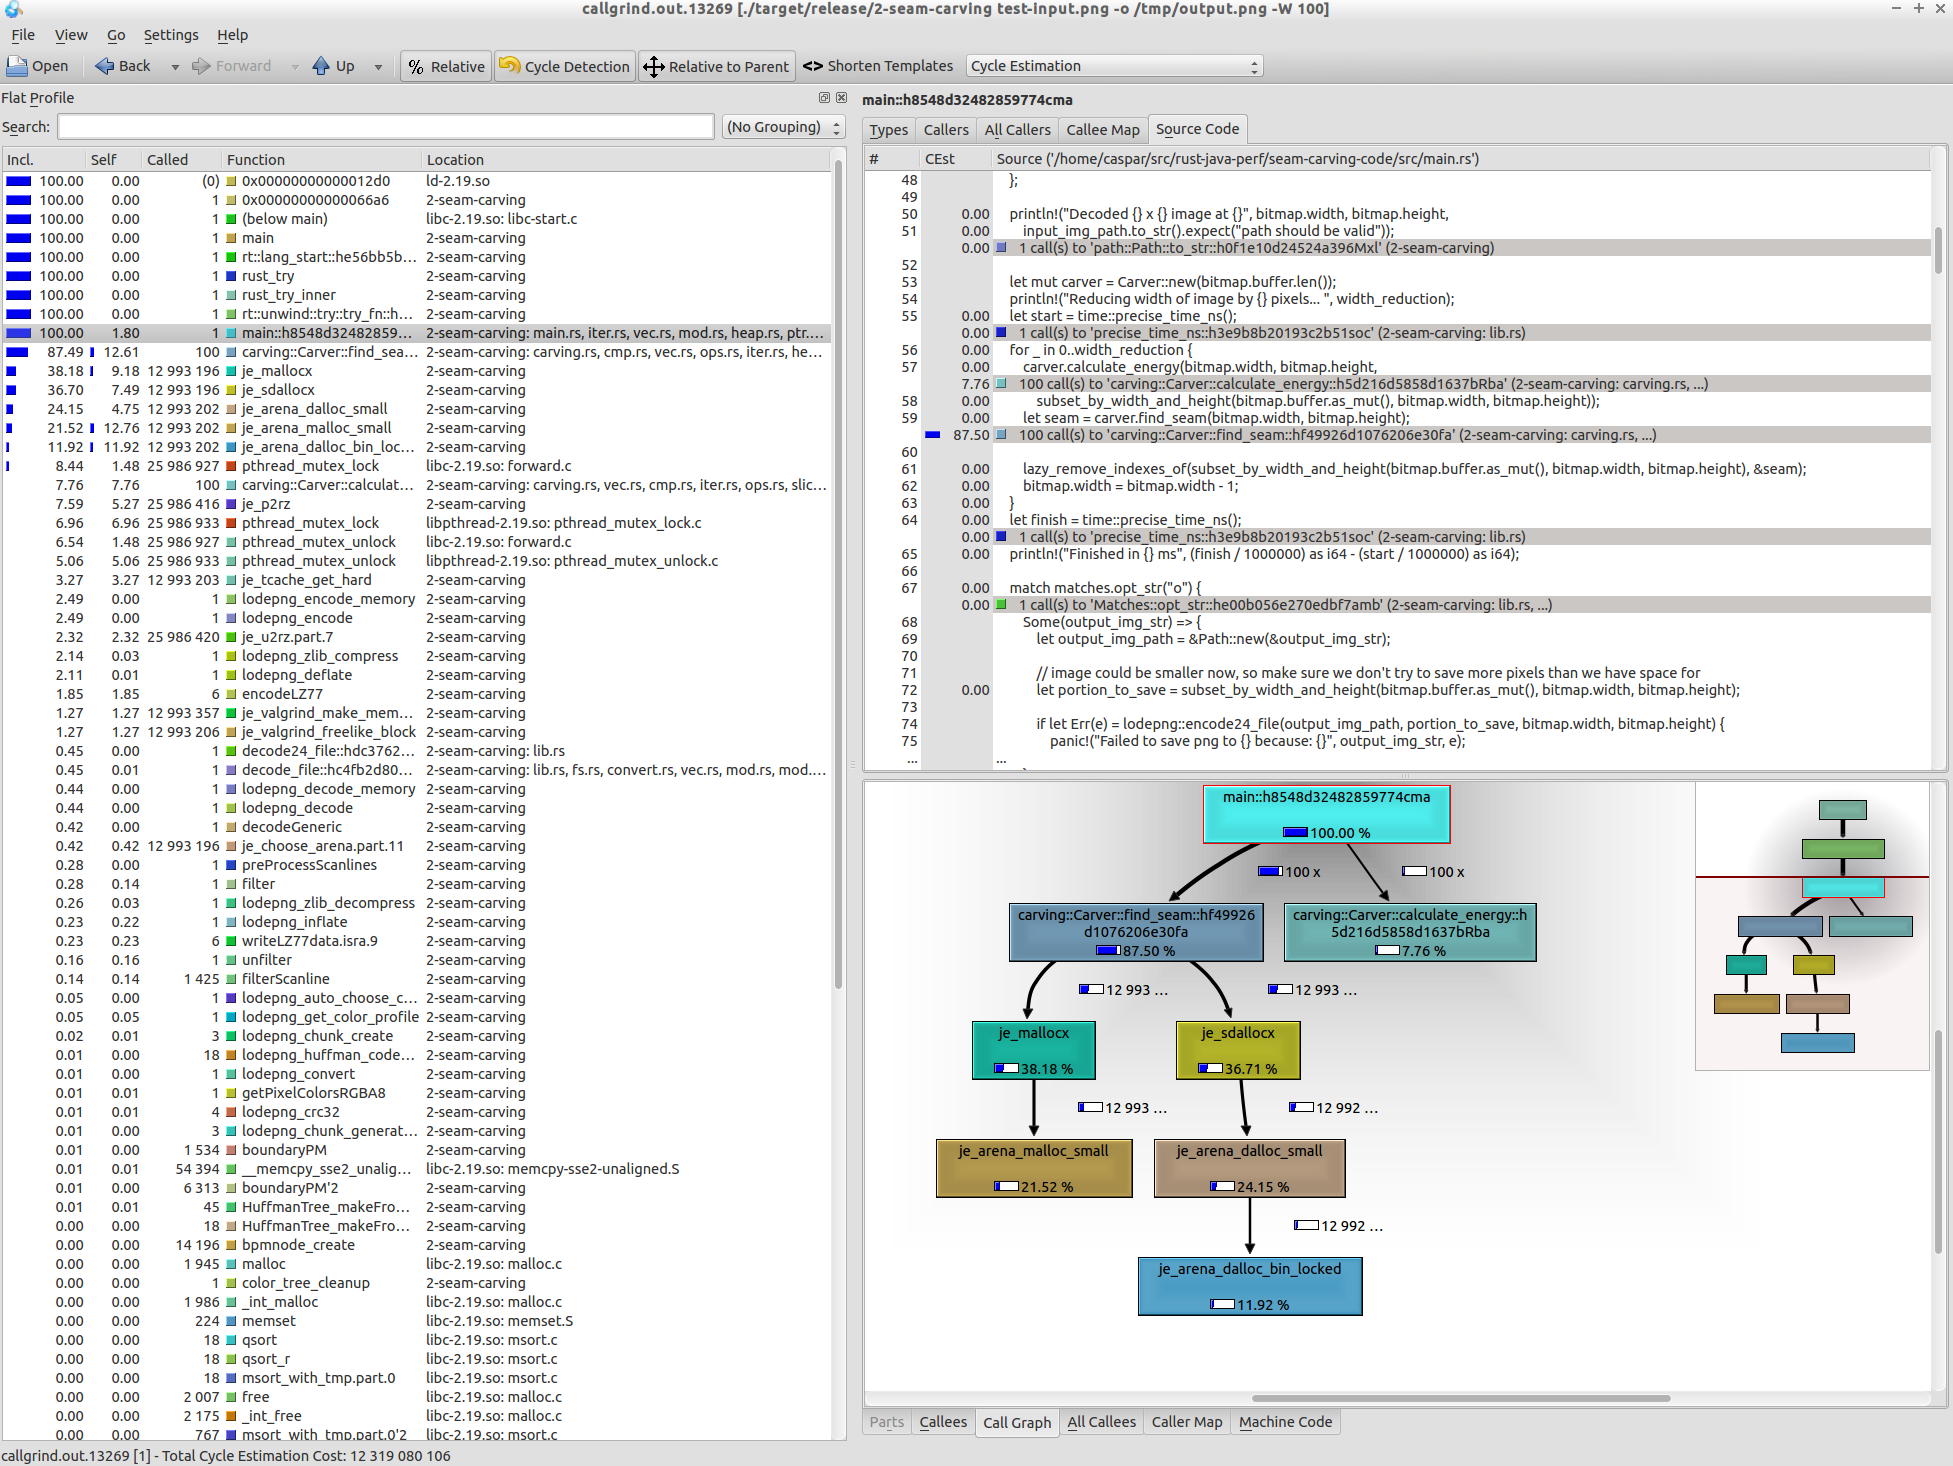 callgrind.out.13269 [./target/release/2-seam-carving test-input.png -o /tmp/output.png -W 100]
File View Go Settings Help
Open Back Forward Up % Relative Cycle Detection Relative to Parent <> Shorten Templates Cycle Estimation
Flat Profile
Search: (No Grouping)
Incl. Self Called Function Location
100.00 0.00 (0) 0x00000000000012d0 ld-2.19.so
100.00 0.00 1 0x00000000000066a6 2-seam-carving
100.00 0.00 1 (below main) libc-2.19.so: libc-start.c
100.00 0.00 1 main 2-seam-carving
100.00 0.00 1 rt::lang_start::he56bb5b... 2-seam-carving
100.00 0.00 1 rust_try 2-seam-carving
100.00 0.00 1 rust_try_inner 2-seam-carving
100.00 0.00 1 rt::unwind::try::try_fn::h... 2-seam-carving
100.00 1.80 1 main::h8548d32482859... 2-seam-carving: main.rs, iter.rs, vec.rs, mod.rs, heap.rs, ptr....
87.49 12.61 100 carving::Carver::find_sea... 2-seam-carving: carving.rs, cmp.rs, vec.rs, ops.rs, iter.rs, he...
38.18 9.18 12 993 196 je_mallocx 2-seam-carving
36.70 7.49 12 993 196 je_sdallocx 2-seam-carving
24.15 4.75 12 993 202 je_arena_dalloc_small 2-seam-carving
21.52 12.76 12 993 202 je_arena_malloc_small 2-seam-carving
11.92 11.92 12 993 202 je_arena_dalloc_bin_loc... 2-seam-carving
8.44 1.48 25 986 927 pthread_mutex_lock libc-2.19.so: forward.c
7.76 7.76 100 carving::Carver::calculat... 2-seam-carving: carving.rs, vec.rs, cmp.rs, iter.rs, ops.rs, slic...
7.59 5.27 25 986 416 je_p2rz 2-seam-carving
6.96 6.96 25 986 933 pthread_mutex_lock libpthread-2.19.so: pthread_mutex_lock.c
6.54 1.48 25 986 927 pthread_mutex_unlock libc-2.19.so: forward.c
5.06 5.06 25 986 933 pthread_mutex_unlock libpthread-2.19.so: pthread_mutex_unlock.c
3.27 3.27 12 993 203 je_tcache_get_hard 2-seam-carving
2.49 0.00 1 lodepng_encode_memory 2-seam-carving
2.49 0.00 1 lodepng_encode 2-seam-carving
2.32 2.32 25 986 420 je_u2rz.part.7 2-seam-carving
2.14 0.03 1 lodepng_zlib_compress 2-seam-carving
2.11 0.01 1 lodepng_deflate 2-seam-carving
1.85 1.85 6 encodeLZ77 2-seam-carving
1.27 1.27 12 993 357 je_valgrind_make_mem... 2-seam-carving
1.27 1.27 12 993 206 je_valgrind_freelike_block 2-seam-carving
0.45 0.00 1 decode24_file::hdc3762... 2-seam-carving: lib.rs
0.45 0.01 1 decode_file::hc4fb2d80... 2-seam-carving: lib.rs, fs.rs, convert.rs, vec.rs, mod.rs, mod....
0.44 0.00 1 lodepng_decode_memory 2-seam-carving
0.44 0.00 1 lodepng_decode 2-seam-carving
0.42 0.00 1 decodeGeneric 2-seam-carving
0.42 0.42 12 993 196 je_choose_arena.part.11 2-seam-carving
0.28 0.00 1 preProcessScanlines 2-seam-carving
0.28 0.14 1 filter 2-seam-carving
0.26 0.03 1 lodepng_zlib_decompress 2-seam-carving
0.23 0.22 1 lodepng_inflate 2-seam-carving
0.23 0.23 6 writeLZ77data.isra.9 2-seam-carving
0.16 0.16 1 unfilter 2-seam-carving
0.14 0.14 1 425 filterScanline 2-seam-carving
0.05 0.00 1 lodepng_auto_choose_c... 2-seam-carving
0.05 0.05 1 lodepng_get_color_profile 2-seam-carving
0.02 0.01 3 lodepng_chunk_create 2-seam-carving
0.01 0.00 18 lodepng_huffman_code... 2-seam-carving
0.01 0.00 1 lodepng_convert 2-seam-carving
0.01 0.01 1 getPixelColorsRGBA8 2-seam-carving
0.01 0.01 4 lodepng_crc32 2-seam-carving
0.01 0.00 3 lodepng_chunk_generat... 2-seam-carving
0.01 0.00 1 534 boundaryPM 2-seam-carving
0.01 0.01 54 394 __memcpy_sse2_unalig... libc-2.19.so: memcpy-sse2-unaligned.S
0.01 0.00 6 313 boundaryPM'2 2-seam-carving
0.01 0.01 45 HuffmanTree_makeFro... 2-seam-carving
0.00 0.00 18 HuffmanTree_makeFro... 2-seam-carving
0.00 0.00 14 196 bpmnode_create 2-seam-carving
0.00 0.00 1 945 malloc libc-2.19.so: malloc.c
0.00 0.00 1 color_tree_cleanup 2-seam-carving
0.00 0.00 1 986 _int_malloc libc-2.19.so: malloc.c
0.00 0.00 224 memset libc-2.19.so: memset.S
0.00 0.00 18 qsort libc-2.19.so: msort.c
0.00 0.00 18 qsort_r libc-2.19.so: msort.c
0.00 0.00 18 msort_with_tmp.part.0 libc-2.19.so: msort.c
0.00 0.00 2 007 free libc-2.19.so: malloc.c
0.00 0.00 2 175 _int_free libc-2.19.so: malloc.c
0.00 0.00 767 msort_with_tmp.part.0'2 libc-2.19.so: msort.c
callgrind.out.13269 [1] - Total Cycle Estimation Cost: 12 319 080 106
main::h8548d32482859774cma
Types Callers All Callers Callee Map Source Code
# CEst Source ('/home/caspar/src/rust-java-perf/seam-carving-code/src/main.rs')
48 };
49
50 0.00 println!("Decoded {} x {} image at {}", bitmap.width, bitmap.height,
51 0.00 input_img_path.to_str().expect("path should be valid"));
0.00 1 call(s) to 'path::Path::to_str::h0f1e10d24524a396Mxl' (2-seam-carving)
52
53 let mut carver = Carver::new(bitmap.buffer.len());
54 println!("Reducing width of image by {} pixels... ", width_reduction);
55 0.00 let start = time::precise_time_ns();
0.00 1 call(s) to 'precise_time_ns::h3e9b8b20193c2b51soc' (2-seam-carving: lib.rs)
56 0.00 for _ in 0..width_reduction {
57 0.00 carver.calculate_energy(bitmap.width, bitmap.height,
7.76 100 call(s) to 'carving::Carver::calculate_energy::h5d216d5858d1637bRba' (2-seam-carving: carving.rs, ...)
58 0.00 subset_by_width_and_height(bitmap.buffer.as_mut(), bitmap.width, bitmap.height));
59 0.00 let seam = carver.find_seam(bitmap.width, bitmap.height);
87.50 100 call(s) to 'carving::Carver::find_seam::hf49926d1076206e30fa' (2-seam-carving: carving.rs, ...)
60
61 0.00 lazy_remove_indexes_of(subset_by_width_and_height(bitmap.buffer.as_mut(), bitmap.width, bitmap.height), &seam);
62 0.00 bitmap.width = bitmap.width - 1;
63 0.00 }
64 0.00 let finish = time::precise_time_ns();
0.00 1 call(s) to 'precise_time_ns::h3e9b8b20193c2b51soc' (2-seam-carving: lib.rs)
65 0.00 println!("Finished in {} ms", (finish / 1000000) as i64 - (start / 1000000) as i64);
66
67 0.00 match matches.opt_str("o") {
0.00 1 call(s) to 'Matches::opt_str::he00b056e270edbf7amb' (2-seam-carving: lib.rs, ...)
68 Some(output_img_str) => {
69 let output_img_path = &Path::new(&output_img_str);
70
71 // image could be smaller now, so make sure we don't try to save more pixels than we have space for
72 0.00 let portion_to_save = subset_by_width_and_height(bitmap.buffer.as_mut(), bitmap.width, bitmap.height);
73
74 if let Err(e) = lodepng::encode24_file(output_img_path, portion_to_save, bitmap.width, bitmap.height) {
75 panic!("Failed to save png to {} because: {}", output_img_str, e);
... ...
main::h8548d32482859774cma
100.00 %
100 x 100 x
carving::Carver::find_seam::hf49926
d1076206e30fa
87.50 %
carving::Carver::calculate_energy::h
5d216d5858d1637bRba
7.76 %
12 993 ... 12 993 ...
je_mallocx
38.18 %
je_sdallocx
36.71 %
12 993 ... 12 992 ...
je_arena_malloc_small
21.52 %
je_arena_dalloc_small
24.15 %
12 992 ...
je_arena_dalloc_bin_locked
11.92 %
Parts Callees Call Graph All Callees Caller Map Machine Code